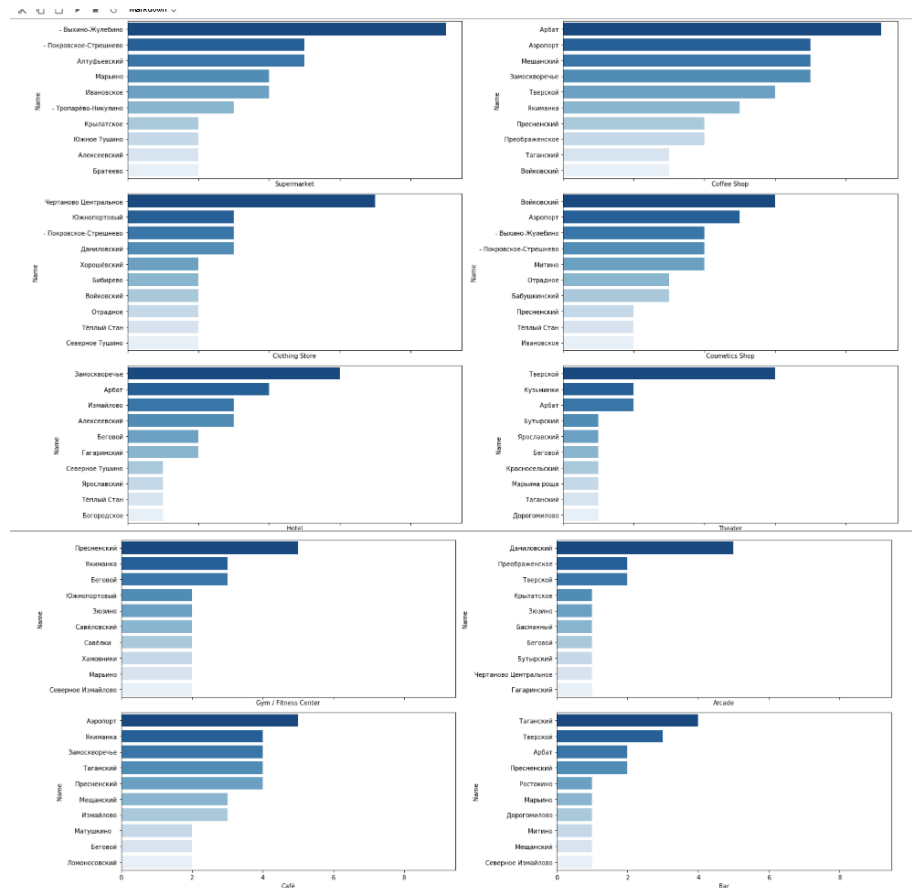 Markdown
- Выхино-Жулебино
- Покровское-Стрешнево
Алтуфьевский
Марьино
Ивановское
- Тропарёво-Никулино
Крылатское
Южное Тушино
Алексеевский
Братеево
Name
Supermarket
Арбат
Аэропорт
Мещанский
Замоскворечье
Тверской
Якиманка
Пресненский
Преображенское
Таганский
Войковский
Name
Coffee Shop
Чертаново Центральное
Южнопортовый
- Покровское-Стрешнево
Даниловский
Хорошёвский
Бибирево
Войковский
Отрадное
Тёплый Стан
Северное Тушино
Name
Clothing Store
Войковский
Аэропорт
- Выхино-Жулебино
- Покровское-Стрешнево
Митино
Отрадное
Бабушкинский
Пресненский
Тёплый Стан
Ивановское
Name
Cosmetics Shop
Замоскворечье
Арбат
Измайлово
Алексеевский
Беговой
Гагаринский
Северное Тушино
Ярославский
Тёплый Стан
Богородское
Name
Hotel
Тверской
Кузьминки
Арбат
Бутырский
Ярославский
Беговой
Красносельский
Марьина роща
Таганский
Дорогомилово
Name
Theater
Пресненский
Якиманка
Беговой
Южнопортовый
Зюзино
Савёловский
Савёлки
Хамовники
Марьино
Северное Измайлово
Name
Gym / Fitness Center
Даниловский
Преображенское
Тверской
Крылатское
Зюзино
Басманный
Беговой
Бутырский
Чертаново Центральное
Гагаринский
Name
Arcade
Аэропорт
Якиманка
Замоскворечье
Таганский
Пресненский
Мещанский
Измайлово
Матушкино
Беговой
Ломоносовский
Name
0 2 4 6 8
Café
Таганский
Тверской
Арбат
Пресненский
Ростокино
Марьино
Дорогомилово
Митино
Мещанский
Северное Измайлово
Name
0 2 4 6 8
Bar